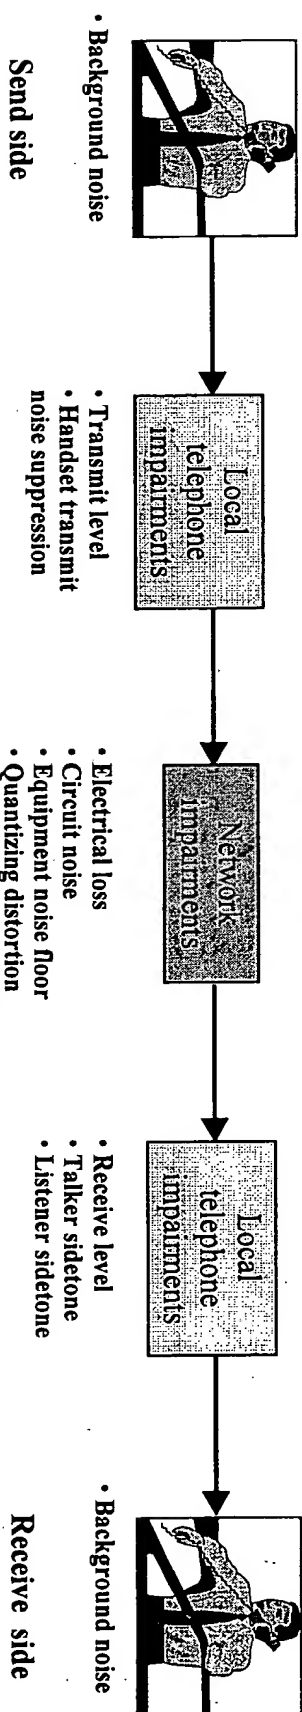 • Background noise
Send side
Local
telephone
impairments
• Transmit level
• Handset transmit
noise suppression
Network
impairments
• Electrical loss
• Circuit noise
• Equipment noise floor
• Quantizing distortion
Local
telephone
impairments
• Receive level
• Talker sidetone
• Listener sidetone
• Background noise
Receive side